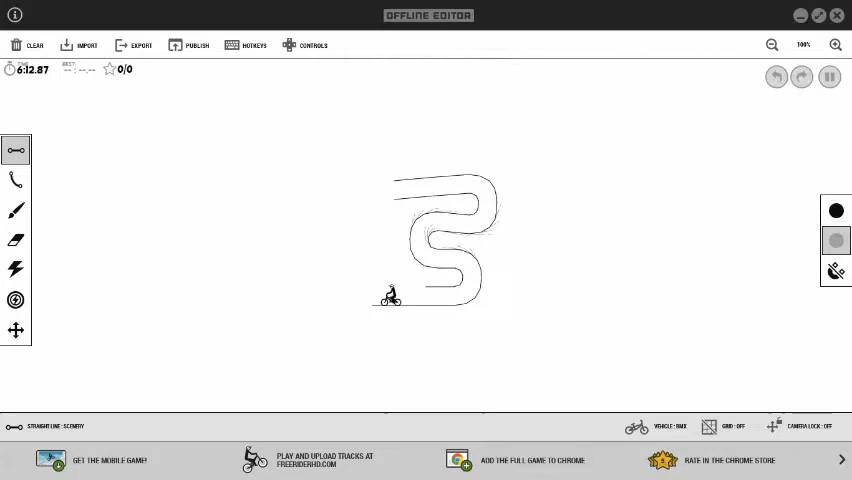 OFFLINE EDITOR
CLEAR IMPORT EXPORT PUBLISH HOTKEYS CONTROLS 100%
TIME BEST
6:12.87 -- : --.-- 0/0
STRAIGHT LINE : SCENERY VEHICLE : BMX GRID : OFF CAMERA LOCK : OFF
GET THE MOBILE GAME!
PLAY AND UPLOAD TRACKS AT
FREERIDERHD.COM
ADD THE FULL GAME TO CHROME
RATE IN THE CHROME STORE